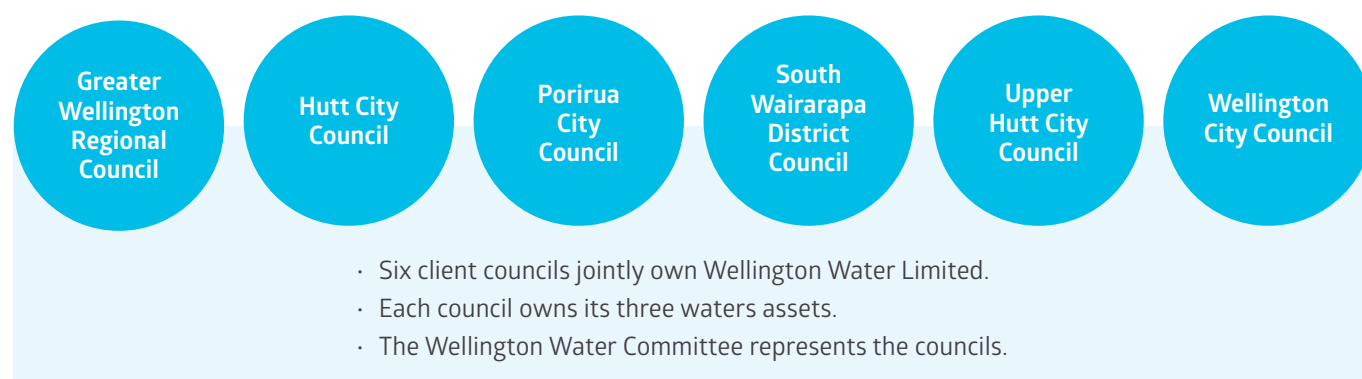 Greater
Wellington
Regional
Council
Hutt City
Council
Porirua
City
Council
South
Wairarapa
District
Council
Upper
Hutt City
Council
Wellington
City Council
· Six client councils jointly own Wellington Water Limited.
· Each council owns its three waters assets.
· The Wellington Water Committee represents the councils.